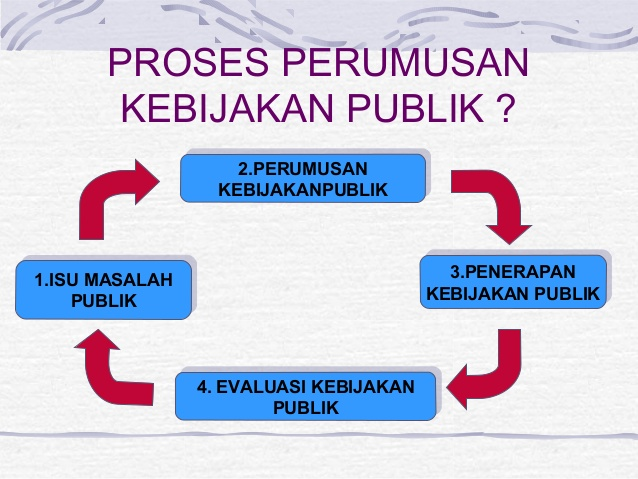 PROSES PERUMUSAN
KEBIJAKAN PUBLIK ?
2.PERUMUSAN
KEBIJAKANPUBLIK
1.ISU MASALAH
PUBLIK
3.PENERAPAN
KEBIJAKAN PUBLIK
4. EVALUASI KEBIJAKAN
PUBLIK